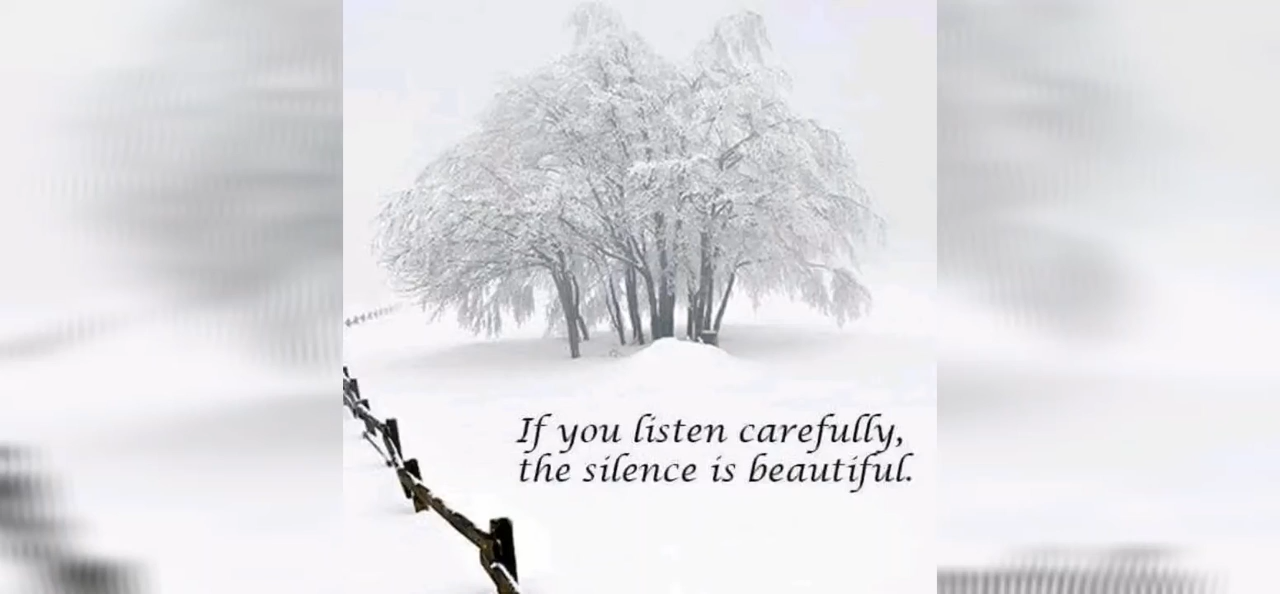 If you listen carefully,
the silence is beautiful.